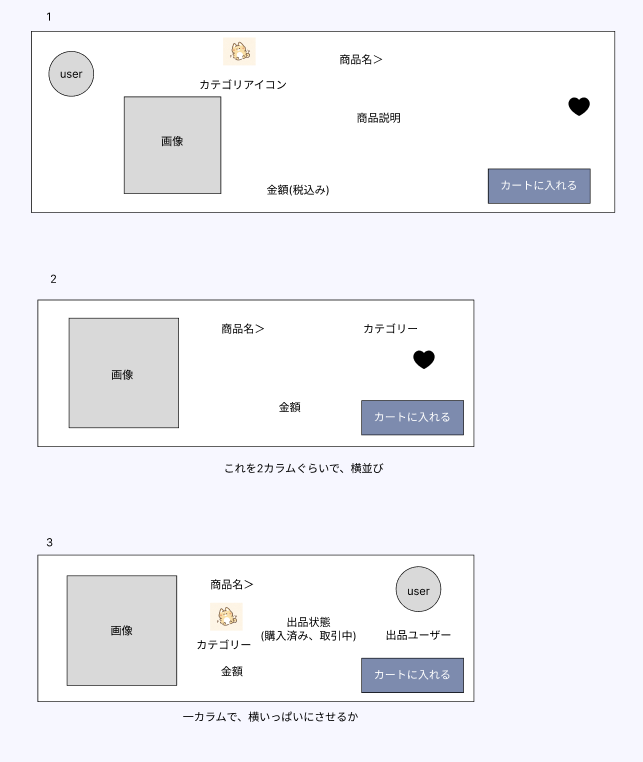 1
user
カテゴリアイコン
商品名＞
画像
商品説明
金額(税込み)
カートに入れる
2
画像
商品名＞
カテゴリー
金額
カートに入れる
これを2カラムぐらいで、横並び
3
画像
商品名＞
カテゴリー
金額
出品状態
(購入済み、取引中)
user
出品ユーザー
カートに入れる
一カラムで、横いっぱいにさせるか